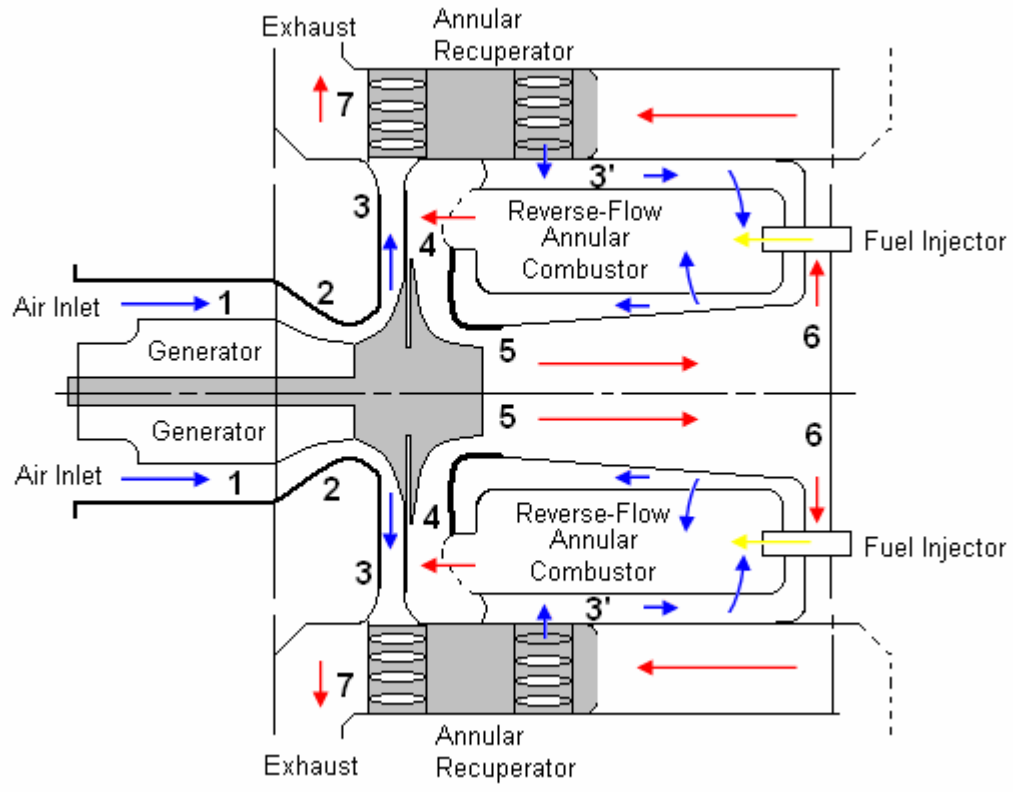 Exhaust
Annular
Recuperator
7
3'
3
Reverse-Flow
Annular
Combustor
4
Fuel Injector
Air Inlet
1
2
6
5
Generator
Generator
5
6
Air Inlet
1
2
4
Reverse-Flow
Annular
Combustor
Fuel Injector
3
3'
7
Annular
Recuperator
Exhaust